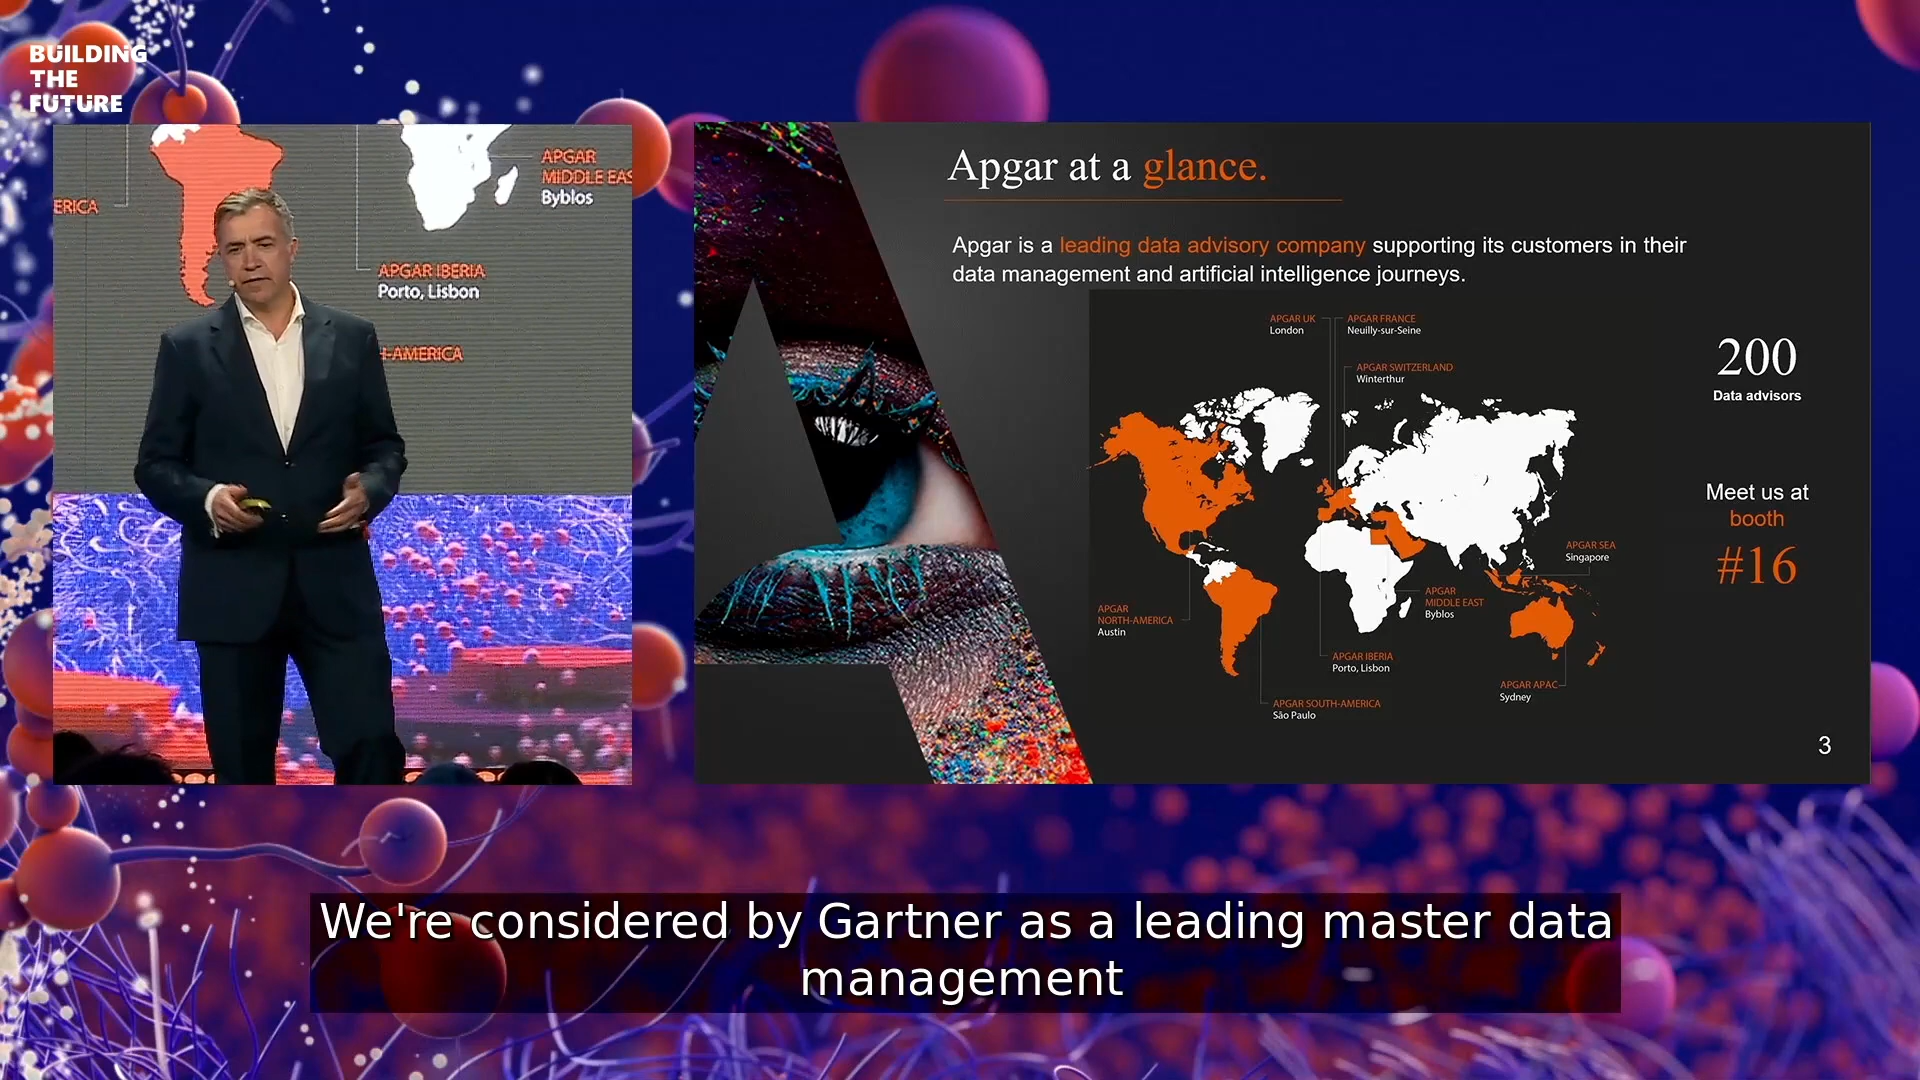 BUILDING
THE
FUTURE
ERICA
APGAR
MIDDLE EAS
Byblos
APGAR IBERIA
Porto, Lisbon
H-AMERICA
Apgar at a glance.
Apgar is a leading data advisory company supporting its customers in their
data management and artificial intelligence journeys.
APGAR UK
London
APGAR FRANCE
Neuilly-sur-Seine
APGAR SWITZERLAND
Winterthur
200
Data advisors
Meet us at
booth
#16
APGAR SEA
Singapore
APGAR
MIDDLE EAST
Byblos
APGAR
NORTH-AMERICA
Austin
APGAR IBERIA
Porto, Lisbon
APGAR APAC
Sydney
APGAR SOUTH-AMERICA
São Paulo
3
We're considered by Gartner as a leading master data
management